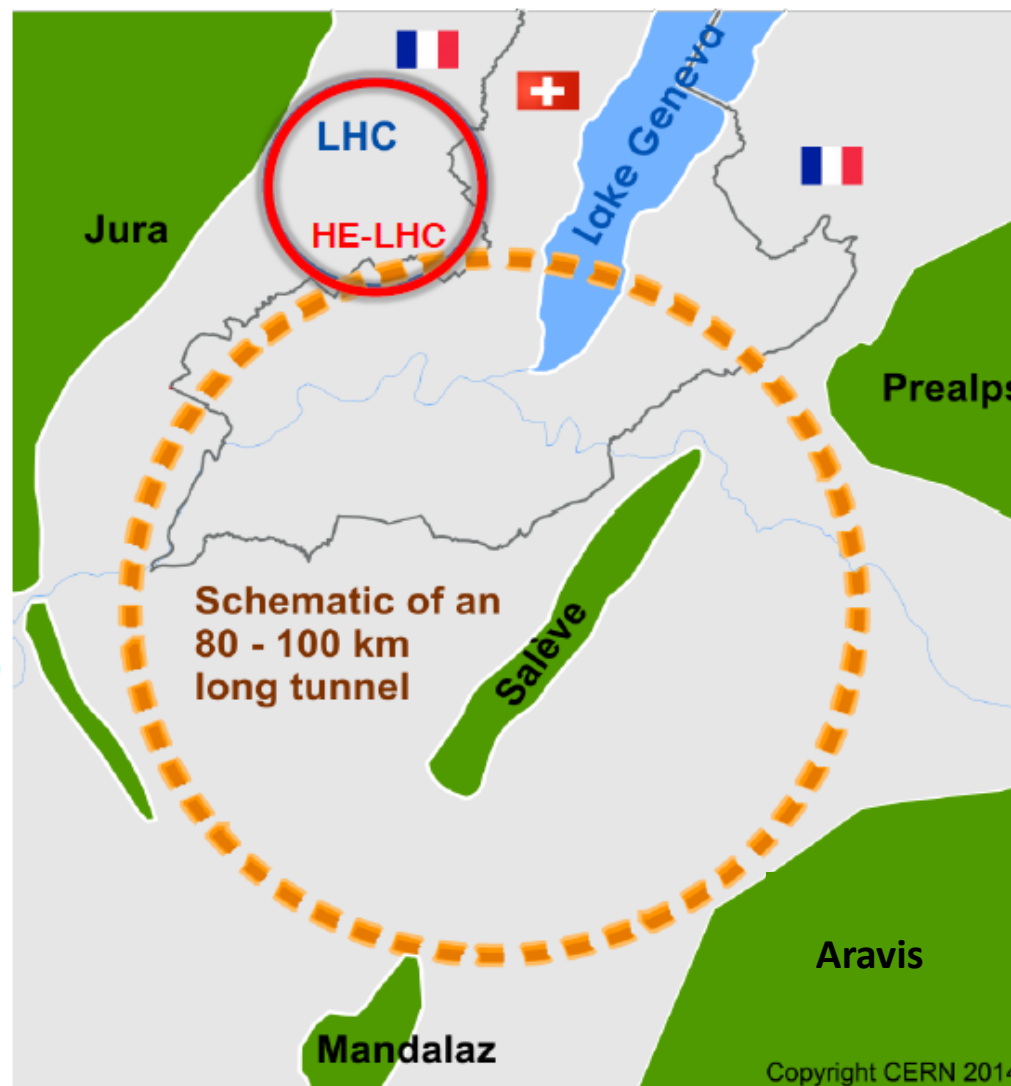 LHC
Lake Geneva
Jura
HE-LHC
Prealps
Schematic of an
80 - 100 km
long tunnel
Salève
Aravis
Mandalaz
Copyright CERN 2014